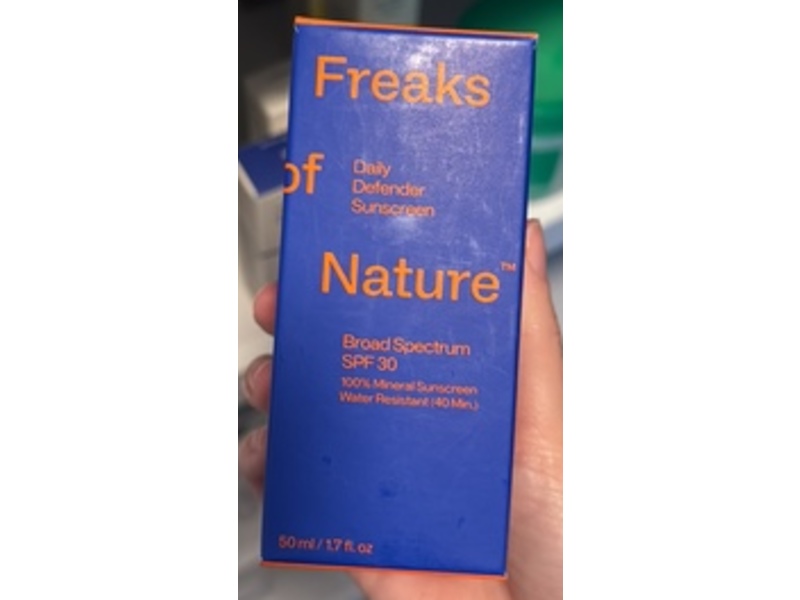 Freaks
of
Daily
Defender
Sunscreen
Nature™
Broad Spectrum
SPF 30
100% Mineral Sunscreen
Water Resistant (40 Min.)
50 ml / 1.7 fl. oz